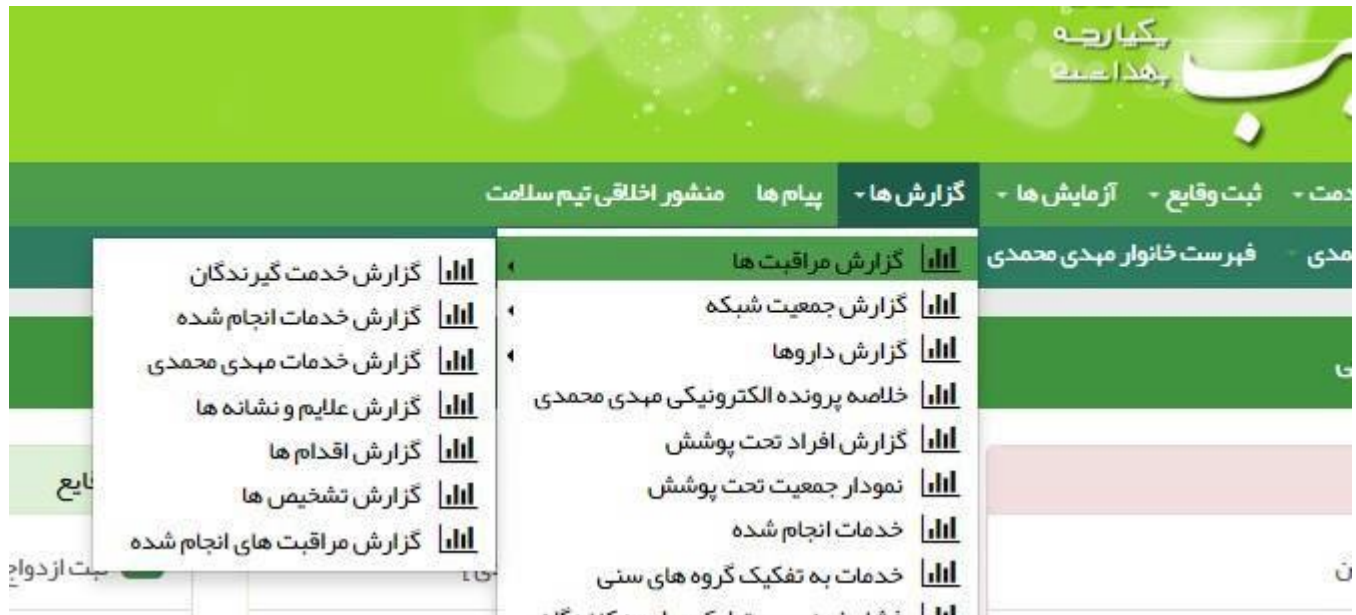 یکپارچه
بهداشت
ب
دمت
ثبت وقایع
آزمایش ها
گزارش ها
پیام ها
منشور اخلاقی تیم سلامت
مدی
فهرست خانوار مهدی محمدی
گزارش مراقبت ها
گزارش جمعیت شبکه
گزارش داروها
خلاصه پرونده الکترونیکی مهدی محمدی
گزارش افراد تحت پوشش
نمودار جمعیت تحت پوشش
خدمات انجام شده
خدمات به تفکیک گروه های سنی
گزارش خدمت گیرندگان
گزارش خدمات انجام شده
گزارش خدمات مهدی محمدی
گزارش علایم و نشانه ها
گزارش اقدام ها
گزارش تشخیص ها
گزارش مراقبت های انجام شده